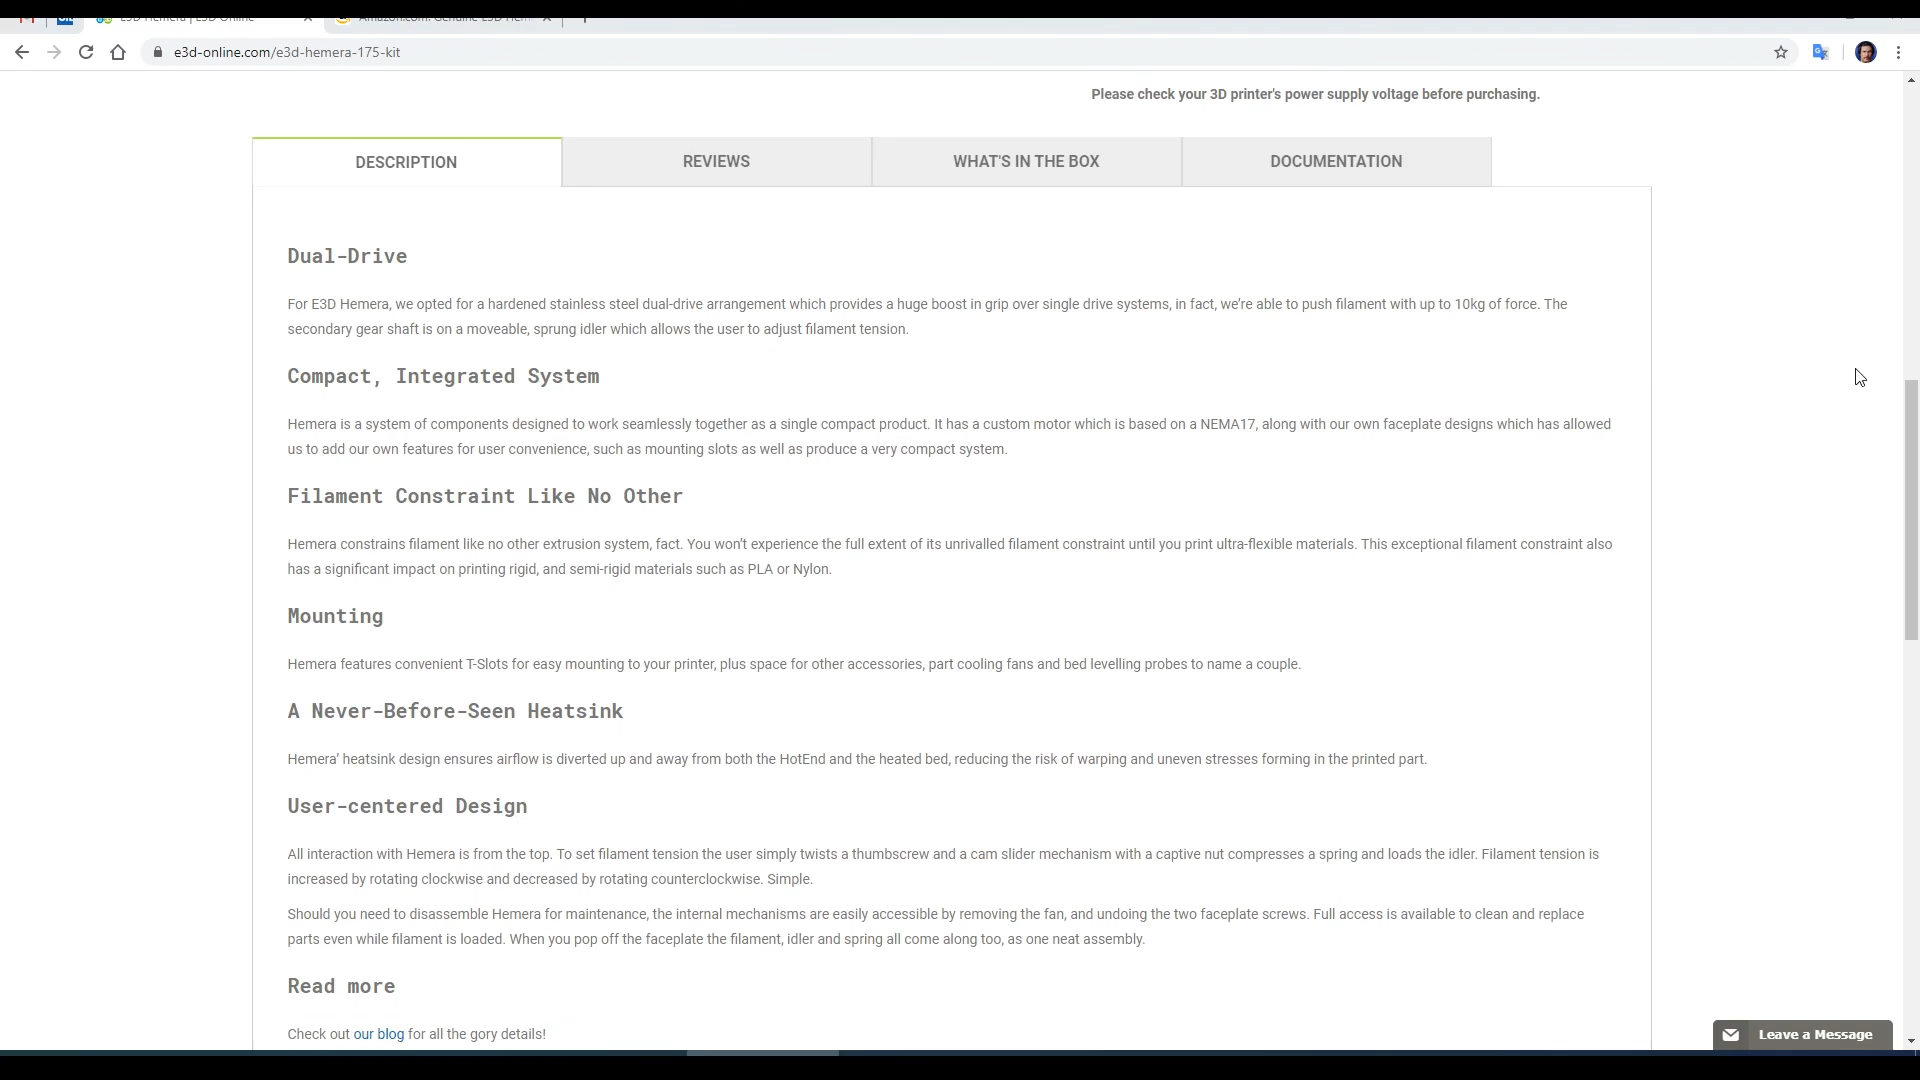 E3D Hemera | E3D Online
Amazon.com: Genuine E3D Hem
e3d-online.com/e3d-hemera-175-kit
Please check your 3D printer's power supply voltage before purchasing.
DESCRIPTION
REVIEWS
WHAT'S IN THE BOX
DOCUMENTATION
Dual-Drive
For E3D Hemera, we opted for a hardened stainless steel dual-drive arrangement which provides a huge boost in grip over single drive systems, in fact, we’re able to push filament with up to 10kg of force. The
secondary gear shaft is on a moveable, sprung idler which allows the user to adjust filament tension.
Compact, Integrated System
Hemera is a system of components designed to work seamlessly together as a single compact product. It has a custom motor which is based on a NEMA17, along with our own faceplate designs which has allowed
us to add our own features for user convenience, such as mounting slots as well as produce a very compact system.
Filament Constraint Like No Other
Hemera constrains filament like no other extrusion system, fact. You won’t experience the full extent of its unrivalled filament constraint until you print ultra-flexible materials. This exceptional filament constraint also
has a significant impact on printing rigid, and semi-rigid materials such as PLA or Nylon.
Mounting
Hemera features convenient T-Slots for easy mounting to your printer, plus space for other accessories, part cooling fans and bed levelling probes to name a couple.
A Never-Before-Seen Heatsink
Hemera’ heatsink design ensures airflow is diverted up and away from both the HotEnd and the heated bed, reducing the risk of warping and uneven stresses forming in the printed part.
User-centered Design
All interaction with Hemera is from the top. To set filament tension the user simply twists a thumbscrew and a cam slider mechanism with a captive nut compresses a spring and loads the idler. Filament tension is
increased by rotating clockwise and decreased by rotating counterclockwise. Simple.
Should you need to disassemble Hemera for maintenance, the internal mechanisms are easily accessible by removing the fan, and undoing the two faceplate screws. Full access is available to clean and replace
parts even while filament is loaded. When you pop off the faceplate the filament, idler and spring all come along too, as one neat assembly.
Read more
Check out our blog for all the gory details!
Leave a Message